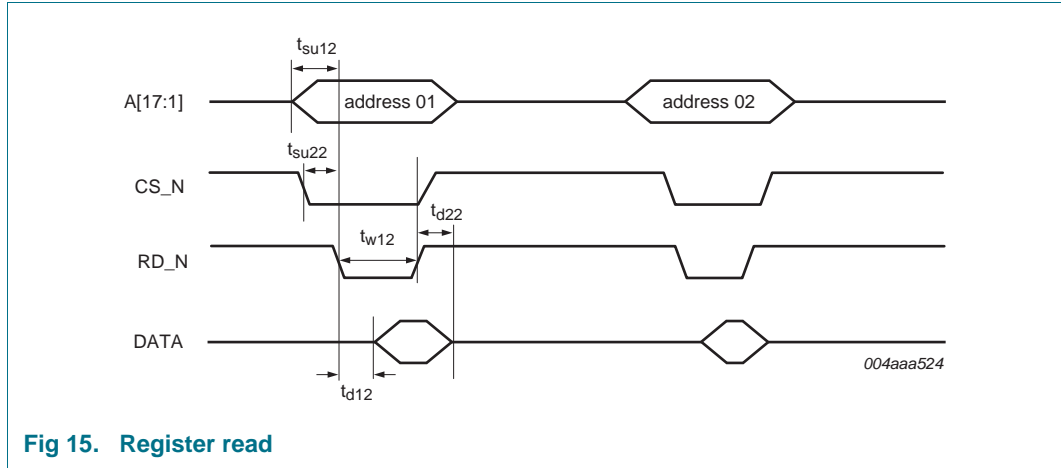 tsu12
A[17:1] address 01 address 02
tsu22
CS_N
td22
tw12
RD_N
DATA
004aaa524
td12
Fig 15. Register read